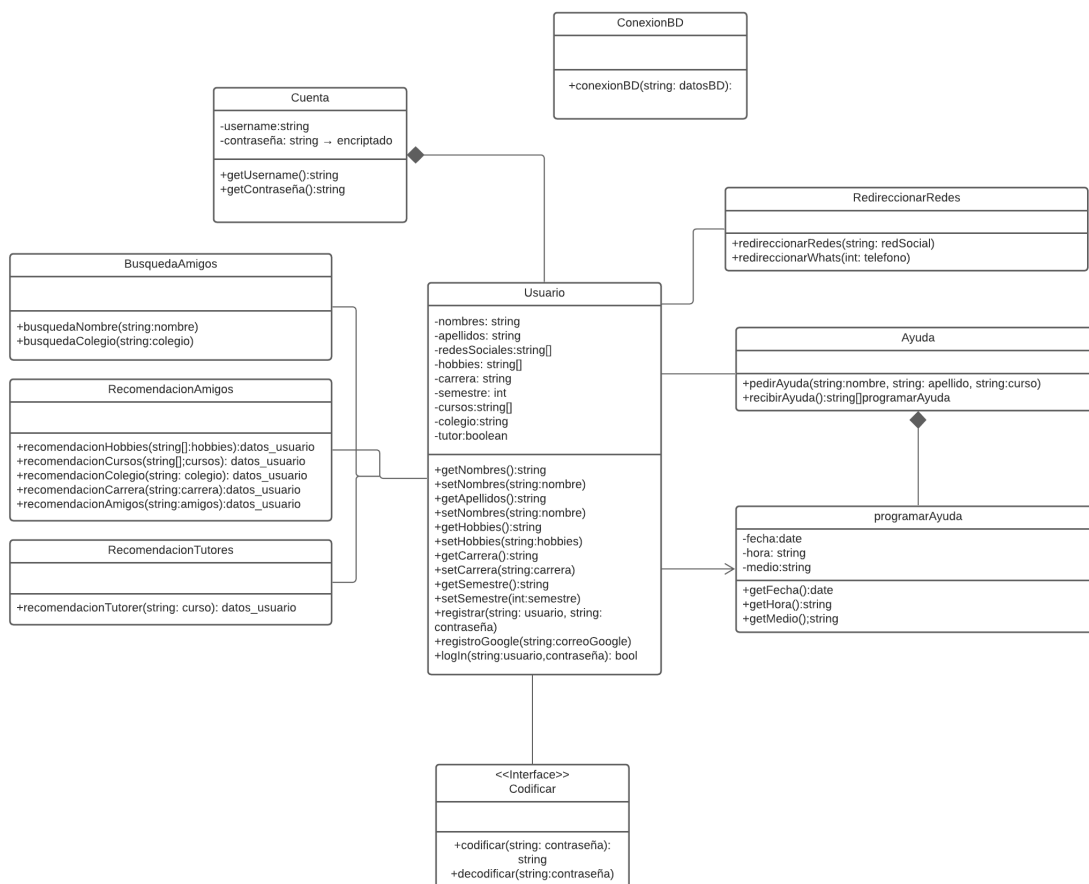 ConexionBD
+conexionBD(string: datosBD):
Cuenta
-username:string
-contraseña: string → encriptado
+getUsername():string
+getContraseña():string
RedireccionarRedes
+redireccionarRedes(string: redSocial)
+redireccionarWhats(int: telefono)
BusquedaAmigos
+busquedaNombre(string:nombre)
+busquedaColegio(string:colegio)
Usuario
-nombres: string
-apellidos: string
-redesSociales:string[]
-hobbies: string[]
-carrera: string
-semestre: int
-cursos:string[]
-colegio:string
-tutor:boolean
+getNombres():string
+setNombres(string:nombre)
+getApellidos():string
+setNombres(string:nombre)
+getHobbies():string
+setHobbies(string:hobbies)
+getCarrera():string
+setCarrera(string:carrera)
+getSemestre():string
+setSemestre(int:semestre)
+registrar(string: usuario, string:
contraseña)
+registroGoogle(string:correoGoogle)
+logIn(string:usuario,contraseña): bool
Ayuda
+pedirAyuda(string:nombre, string: apellido, string:curso)
+recibirAyuda():string[]programarAyuda
RecomendacionAmigos
+recomendacionHobbies(string[]:hobbies):datos_usuario
+recomendacionCursos(string[];cursos): datos_usuario
+recomendacionColegio(string: colegio): datos_usuario
+recomendacionCarrera(string:carrera):datos_usuario
+recomendacionAmigos(string:amigos):datos_usuario
programarAyuda
-fecha:date
-hora: string
-medio:string
+getFecha():date
+getHora():string
+getMedio();string
RecomendacionTutores
+recomendacionTutorer(string: curso): datos_usuario
<<Interface>>
Codificar
+codificar(string: contraseña):
string
+decodificar(string:contraseña)